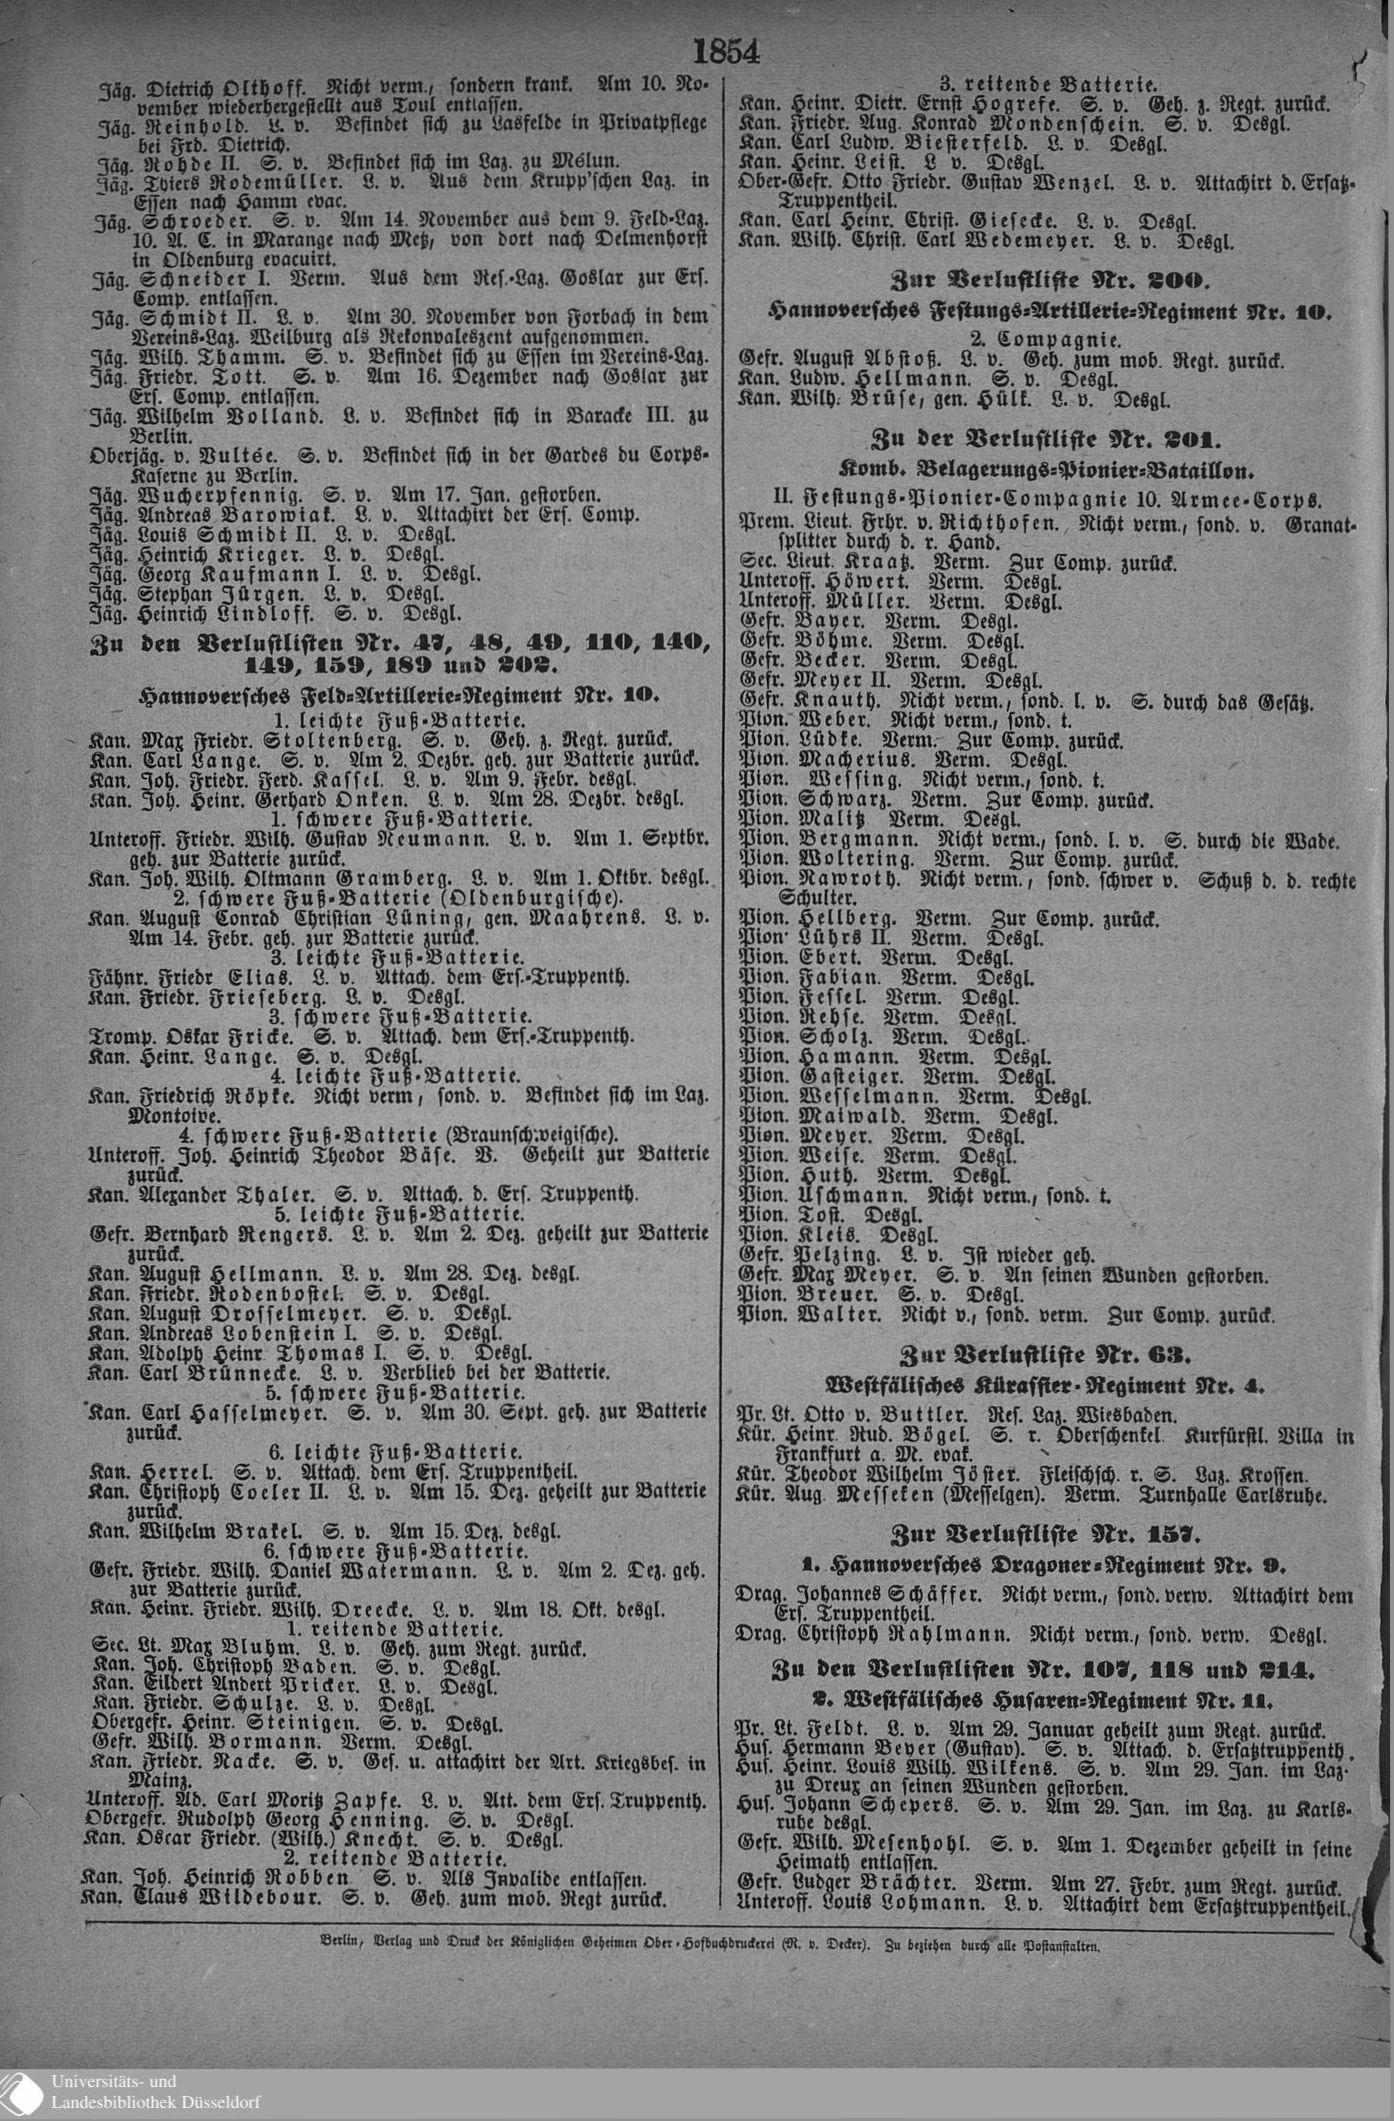 1854
Jäg. Dietrich Olthoff. Nicht verm., sondern krank. Am 10. No-
vember wiederhergestellt aus Toul entlassen.
Jäg. Reinhold. L. v. Befindet sich zu Lasfelde in Privatpflege
bei Frd. Dietrich.
Jäg. Rohde II. S. v. Befindet sich im Laz. zu Mélun.
Jäg. Thiers Rodemüller. L. v. Aus dem Krupp'schen Laz. in
Essen nach Hamm evac.
Jäg. Schroeder. S. v. Am 14. November aus dem 9. Feld-Laz.
10. A. C. in Marange nach Metz, von dort nach Delmenhorst
in Oldenburg evacuirt.
Jäg. Schneider I. Verm. Aus dem Res.-Laz. Goslar zur Ers.
Comp. entlassen.
Jäg. Schmidt II. L. v. Am 30. November von Forbach in dem
Vereins-Laz. Weilburg als Rekonvaleszent aufgenommen.
Jäg. Wilh. Thamm. S. v. Befindet sich zu Essen im Vereins-Laz.
Jäg. Friedr. Tott. S. v. Am 16. Dezember nach Goslar zur
Ers. Comp. entlassen.
Jäg. Wilhelm Volland. L. v. Befindet sich in Baracke III. zu
Berlin.
Oberjäg. v. Vultée. S. v. Befindet sich in der Gardes du Corps-
Kaserne zu Berlin.
Jäg. Wucherpfennig. S. v. Am 17. Jan. gestorben.
Jäg. Andreas Barowiak. L. v. Attachirt der Ers. Comp.
Jäg. Louis Schmidt II. L. v. Desgl.
Jäg. Heinrich Krieger. L. v. Desgl.
Jäg. Georg Kaufmann I. L. v. Desgl.
Jäg. Stephan Jürgen. L. v. Desgl.
Jäg. Heinrich Lindloff. S. v. Desgl.
Zu den Verlustlisten Nr. 47, 48, 49, 110, 140,
149, 159, 189 und 202.
Hannoversches Feld-Artillerie-Regiment Nr. 10.
1. leichte Fuß-Batterie.
Kan. Max Friedr. Stoltenberg. S. v. Geh. z. Regt. zurück.
Kan. Carl Lange. S. v. Am 2. Dezbr. geh. zur Batterie zurück.
Kan. Joh. Friedr. Ferd. Kassel. L. v. Am 9. Febr. desgl.
Kan. Joh. Heinr. Gerhard Onken. L. v. Am 28. Dezbr. desgl.
1. schwere Fuß-Batterie.
Unteroff. Friedr. Wilh. Gustav Neumann. L. v. Am 1. Septbr.
geh. zur Batterie zurück.
Kan. Joh. Wilh. Oltmann Gramberg. L. v. Am 1. Oktbr. desgl.
2. schwere Fuß-Batterie (Oldenburgische).
Kan. August Conrad Christian Lüning, gen. Maahrens. L. v.
Am 14. Febr. geh. zur Batterie zurück.
3. leichte Fuß-Batterie.
Fähnr. Friedr Elias. L. v. Attach. dem Ers.-Truppenth.
Kan. Friedr. Frieseberg. L. v. Desgl.
3. schwere Fuß-Batterie.
Tromp. Oskar Fricke. S. v. Attach. dem Ers.-Truppenth.
Kan. Heinr. Lange. S. v. Desgl.
4. leichte Fuß-Batterie.
Kan. Friedrich Röpke. Nicht verm, sond. v. Befindet sich im Laz.
Montoire.
4. schwere Fuß-Batterie (Braunschweigische).
Unteroff. Joh. Heinrich Theodor Bäse. V. Geheilt zur Batterie
zurück.
Kan. Alexander Thaler. S. v. Attach. d. Ers. Truppenth.
5. leichte Fuß-Batterie.
Gefr. Bernhard Rengers. L. v. Am 2. Dez. geheilt zur Batterie
zurück.
Kan. August Hellmann. L. v. Am 28. Dez. desgl.
Kan. Friedr. Rodenbostel. S. v. Desgl.
Kan. August Drosselmeyer. S. v. Desgl.
Kan. Andreas Lobenstein I. S. v. Desgl.
Kan. Adolph Heinr Thomas I. S. v. Desgl.
Kan. Carl Brünnecke. L. v. Verblieb bei der Batterie.
5. schwere Fuß-Batterie.
Kan. Carl Hasselmeyer. S. v. Am 30. Sept. geh. zur Batterie
zurück.
6. leichte Fuß-Batterie.
Kan. Herrel. S. v. Attach. dem Ers. Truppentheil.
Kan. Christoph Coeler II. L. v. Am 15. Dez. geheilt zur Batterie
zurück.
Kan. Wilhelm Brakel. S. v. Am 15. Dez. desgl.
6. schwere Fuß-Batterie.
Gefr. Friedr. Wilh. Daniel Watermann. L. v. Am 2. Dez. geh.
zur Batterie zurück.
Kan. Heinr. Friedr. Wilh. Dreecke. L. v. Am 18. Okt. desgl.
1. reitende Batterie.
Sec. Lt. Max Bluhm. L. v. Geh. zum Regt. zurück.
Kan. Joh. Christoph Baden. S. v. Desgl.
Kan. Eildert Andert Pricker. L. v. Desgl.
Kan. Friedr. Schulze. L. v. Desgl.
Obergefr. Heinr. Steinigen. S. v. Desgl.
Gefr. Wilh. Bormann. Verm. Desgl.
Kan. Friedr. Nacke. S. v. Gef. u. attachirt der Art. Kriegsbes. in
Mainz.
Unteroff. Ad. Carl Moritz Zapfe. L. v. Att. dem Ers. Truppenth.
Obergefr. Rudolph Georg Henning. S. v. Desgl.
Kan. Oscar Friedr. (Wilh.) Knecht. S. v. Desgl.
2. reitende Batterie.
Kan. Joh. Heinrich Robben S. v. Als Invalide entlassen.
Kan. Claus Wildebour. S. v. Geh. zum mob. Regt zurück.
3. reitende Batterie.
Kan. Heinr. Dietr. Ernst Hogrefe. S. v. Geh. z. Regt. zurück.
Kan. Friedr. Aug. Konrad Mondenschein. S. v. Desgl.
Kan. Carl Ludw. Biesterfeld. L. v. Desgl.
Kan. Heinr. Leist. L v. Desgl.
Ober-Gefr. Otto Friedr. Gustav Wenzel. L. v. Attachirt d. Ersatz-
Truppentheil.
Kan. Carl Heinr. Christ. Giesecke. L. v. Desgl.
Kan. Wilh. Christ. Carl Wedemeyer. L. v. Desgl.
Zur Verlustliste Nr. 200.
Hannoversches Festungs-Artillerie-Regiment Nr. 10.
2. Compagnie.
Gefr. August Abstoß. L. v. Geh. zum mob. Regt. zurück.
Kan. Ludw. Hellmann. S. v. Desgl.
Kan. Wilh. Brüse, gen. Hülk. L. v. Desgl.
Zu der Verlustliste Nr. 201.
Komb. Belagerungs-Pionier-Bataillon.
II. Festungs-Pionier-Compagnie 10. Armee-Corps.
Prem. Lieut. Frhr. v. Richthofen. Nicht verm., sond. v. Granat-
splitter durch d. r. Hand.
Sec. Lieut. Kraatz. Verm. Zur Comp. zurück.
Unteroff. Höwert. Verm. Desgl.
Unteroff. Müller. Verm. Desgl.
Gefr. Bayer. Verm. Desgl.
Gefr. Böhme. Verm. Desgl.
Gefr. Becker. Verm. Desgl.
Gefr. Meyer II. Verm. Desgl.
Gefr. Knauth. Nicht verm., sond. l. v. S. durch das Gesäß.
Pion. Weber. Nicht verm., sond. t.
Pion. Lüdke. Verm. Zur Comp. zurück.
Pion. Macherius. Verm. Desgl.
Pion. Wessing. Nicht verm., sond. t.
Pion. Schwarz. Verm. Zur Comp. zurück.
Pion. Malitz Verm. Desgl.
Pion. Bergmann. Nicht verm., sond. l. v. S. durch die Wade.
Pion. Woltering. Verm. Zur Comp. zurück.
Pion. Nawroth. Nicht verm., sond. schwer v. Schuß d. d. rechte
Schulter.
Pion. Hellberg. Verm. Zur Comp. zurück.
Pion. Lührs II. Verm. Desgl.
Pion. Ebert. Verm. Desgl.
Pion. Fabian. Verm. Desgl.
Pion. Fessel. Verm. Desgl.
Pion. Rehse. Verm. Desgl.
Pion. Scholz. Verm. Desgl.
Pion. Hamann. Verm. Desgl.
Pion. Gasteiger. Verm. Desgl.
Pion. Wesselmann. Verm. Desgl.
Pion. Maiwald. Verm. Desgl.
Pion. Meyer. Verm. Desgl.
Pion. Weise. Verm. Desgl.
Pion. Huth. Verm. Desgl.
Pion. Uschmann. Nicht verm., sond. t.
Pion. Tost. Desgl.
Pion. Kleis. Desgl.
Gefr. Pelzing. L. v. Ist wieder geh.
Gefr. Max Meyer. S. v. An seinen Wunden gestorben.
Pion. Breuer. S. v. Desgl.
Pion. Walter. Nicht v., sond. verm. Zur Comp. zurück.
Zur Verlustliste Nr. 63.
Westfälisches Kürassier-Regiment Nr. 4.
Pr. Lt. Otto v. Buttler. Res. Laz. Wiesbaden.
Kür. Heinr. Rud. Bögel. S. r. Oberschenkel. Kurfürstl. Villa in
Frankfurt a. M. evak.
Kür. Theodor Wilhelm Jöster. Fleischsch. r. S. Laz. Krossen.
Kür. Aug. Messeken (Messelgen). Verm. Turnhalle Carlsruhe.
Zur Verlustliste Nr. 157.
1. Hannoversches Dragoner-Regiment Nr. 9.
Drag. Johannes Schäffer. Nicht verm., sond. verw. Attachirt dem
Ers. Truppentheil.
Drag. Christoph Rahlmann. Nicht verm., sond. verw. Desgl.
Zu den Verlustlisten Nr. 107, 118 und 214.
2. Westfälisches Husaren-Regiment Nr. 11.
Pr. Lt. Feldt. L. v. Am 29. Januar geheilt zum Regt. zurück.
Hus. Hermann Beyer (Gustav). S. v. Attach. d. Ersatztruppenth.
Hus. Heinr. Louis Wilh. Wilkens. S. v. Am 29. Jan. im Laz.
zu Dreux an seinen Wunden gestorben.
Hus. Johann Schepers. S. v. Am 29. Jan. im Laz. zu Karls-
ruhe desgl.
Gefr. Wilh. Mesenhohl. S. v. Am 1. Dezember geheilt in seine
Heimath entlassen.
Gefr. Ludger Brächter. Verm. Am 27. Febr. zum Regt. zurück.
Unteroff. Louis Lohmann. L. v. Attachirt dem Ersatztruppentheil.
Berlin, Verlag und Druck der Königlichen Geheimen Ober-Hofbuchdruckerei (R. v. Decker). Zu beziehen durch alle Postanstalten.
Universitäts- und
Landesbibliothek Düsseldorf